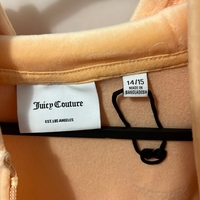 Juicy Couture
EST. LOS ANGELES
14/15
MADE IN
BANGLADESH